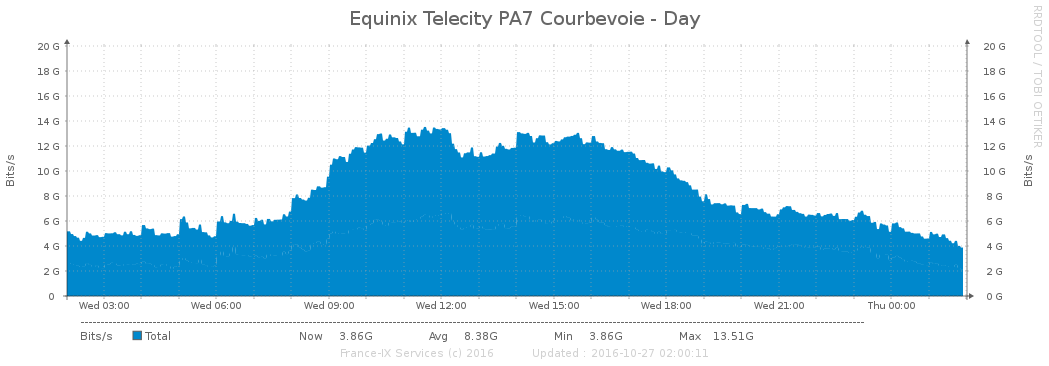 Equinix Telecity PA7 Courbevoie - Day
RRDTOOL / TOBI OETIKER
20 G 20 G
18 G 18 G
16 G 16 G
14 G 14 G
12 G 12 G
10 G 10 G
8 G 8 G
6 G 6 G
4 G 4 G
2 G 2 G
0 0 G
Bits/s Bits/s
Wed 03:00 Wed 06:00 Wed 09:00 Wed 12:00 Wed 15:00 Wed 18:00 Wed 21:00 Thu 00:00
Bits/s Total Now 3.86G Avg 8.38G Min 3.86G Max 13.51G
France-IX Services (c) 2016 Updated : 2016-10-27 02:00:11